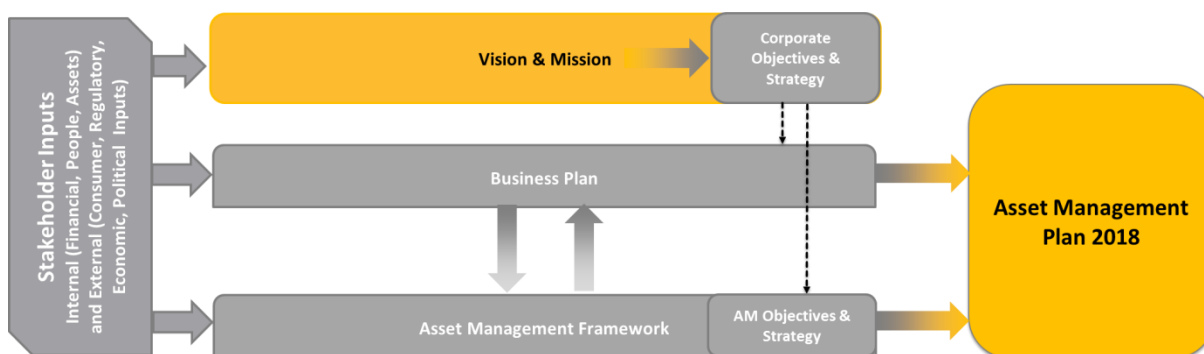 Stakeholder Inputs
Internal (Financial, People, Assets)
and External (Consumer, Regulatory,
Economic, Political Inputs)
Vision & Mission
Corporate
Objectives &
Strategy
Business Plan
Asset Management Framework
AM Objectives &
Strategy
Asset Management
Plan 2018